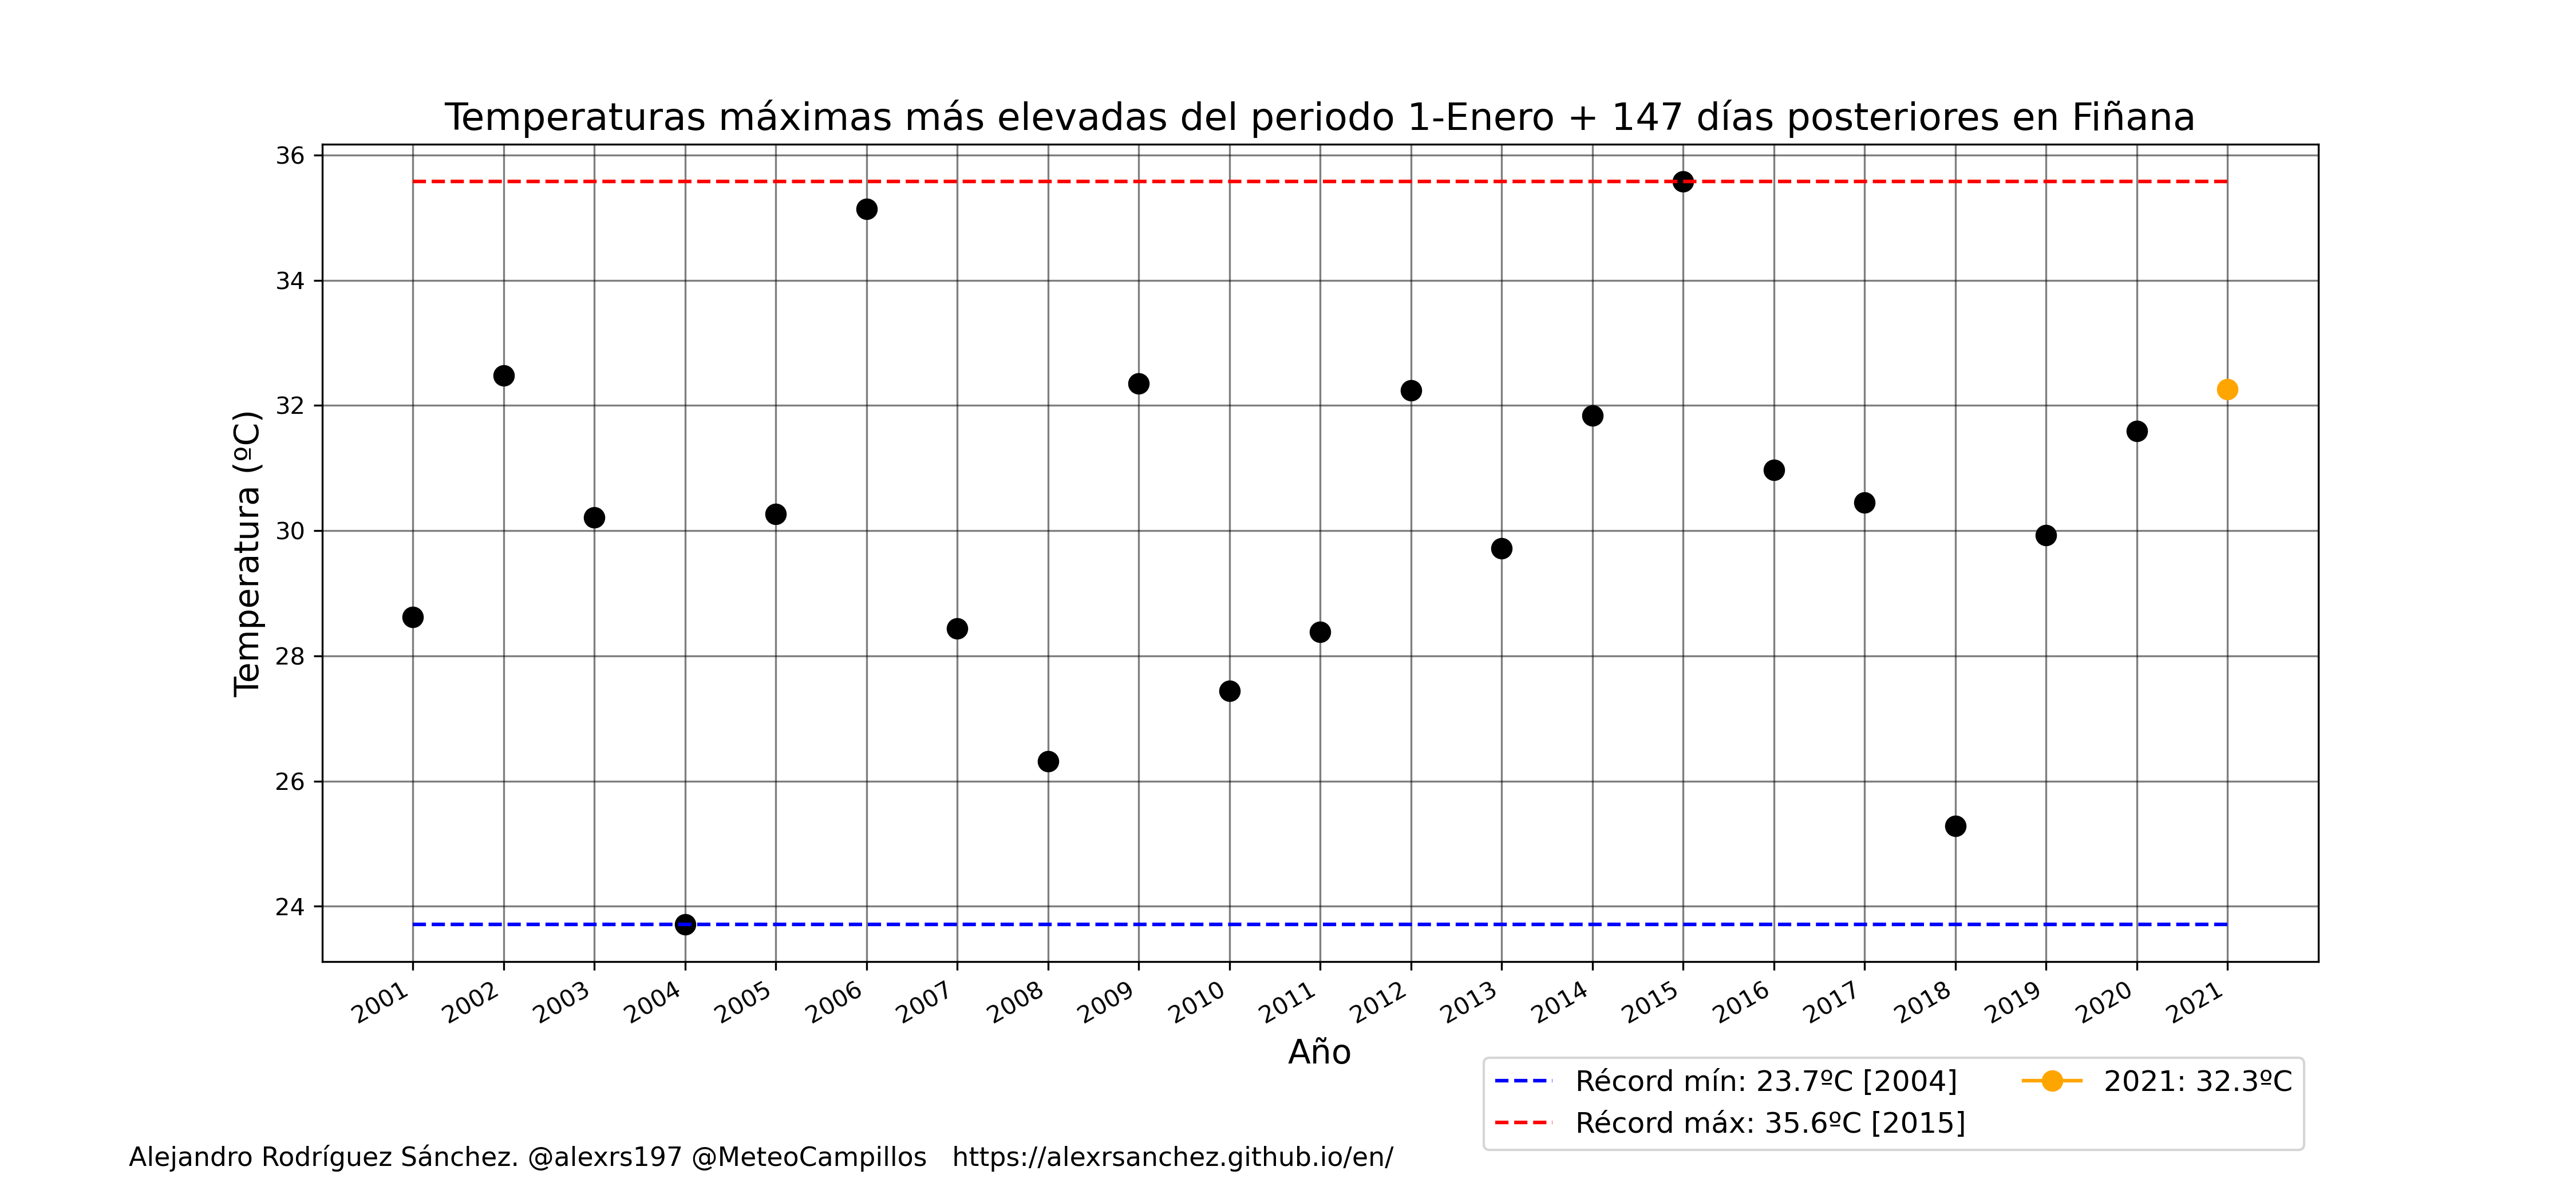 Temperaturas máximas más elevadas del periodo 1-Enero + 147 días posteriores en Fiñana
36
34
32
30
28
26
24
Temperatura (ºC)
2001 2002 2003 2004 2005 2006 2007 2008 2009 2010 2011 2012 2013 2014 2015 2016 2017 2018 2019 2020 2021
Año
Récord mín: 23.7ºC [2004] 2021: 32.3ºC
Récord máx: 35.6ºC [2015]
Alejandro Rodríguez Sánchez. @alexrs197 @MeteoCampillos https://alexrsanchez.github.io/en/